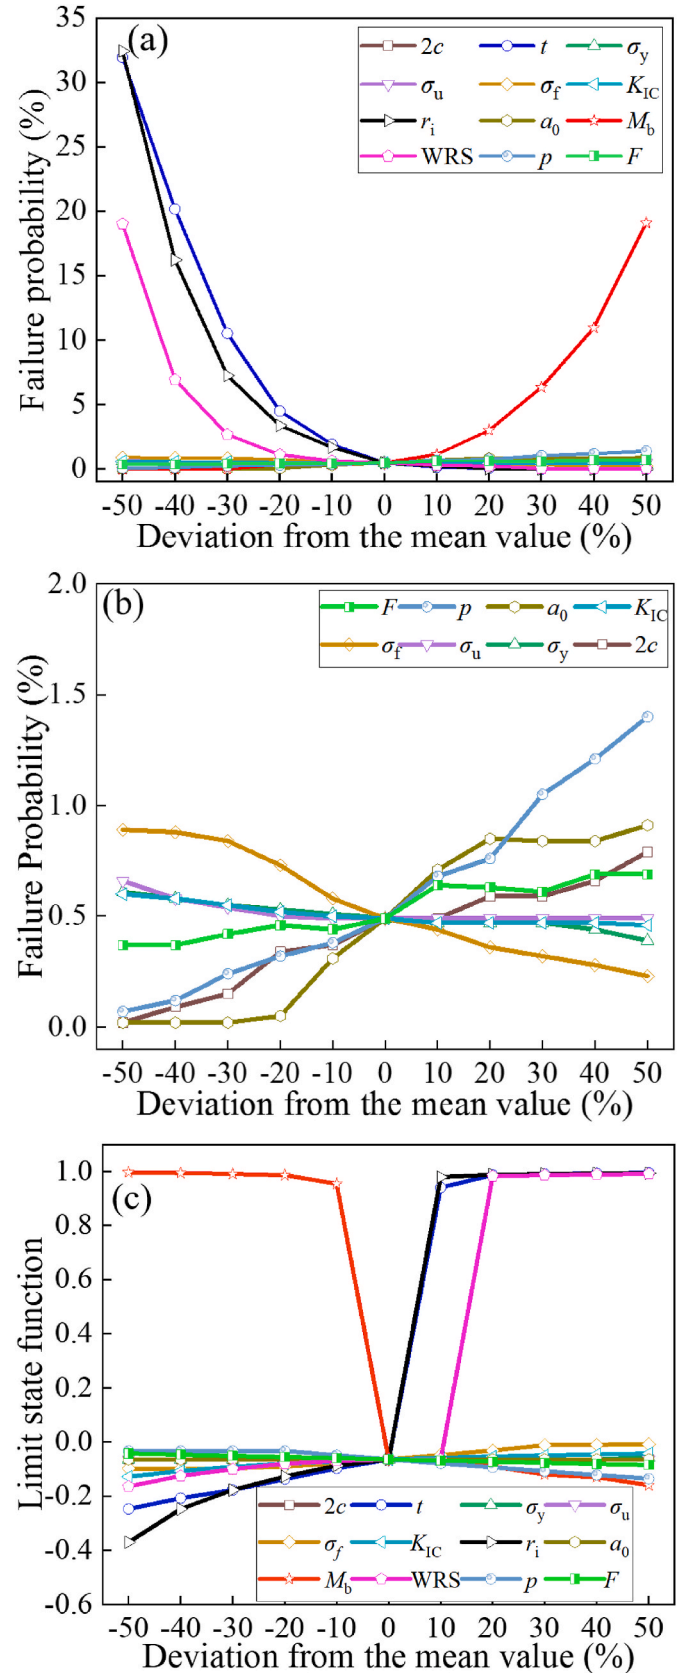 (a)
35
30
25
20
15
10
5
0
Failure probability (%)
2c t σy
σu σf KIC
ri a0 Mb
WRS p F
-50 -40 -30 -20 -10 0 10 20 30 40 50
Deviation from the mean value (%)
(b)
2.0
1.5
1.0
0.5
0.0
Failure Probability (%)
F p a0 KIC
σf σu σy 2c
-50 -40 -30 -20 -10 0 10 20 30 40 50
Deviation from the mean value (%)
(c)
1.0
0.8
0.6
0.4
0.2
0.0
-0.2
-0.4
-0.6
Limit state function
2c t σy σu
σf KIC ri a0
Mb WRS p F
-50 -40 -30 -20 -10 0 10 20 30 40 50
Deviation from the mean value (%)